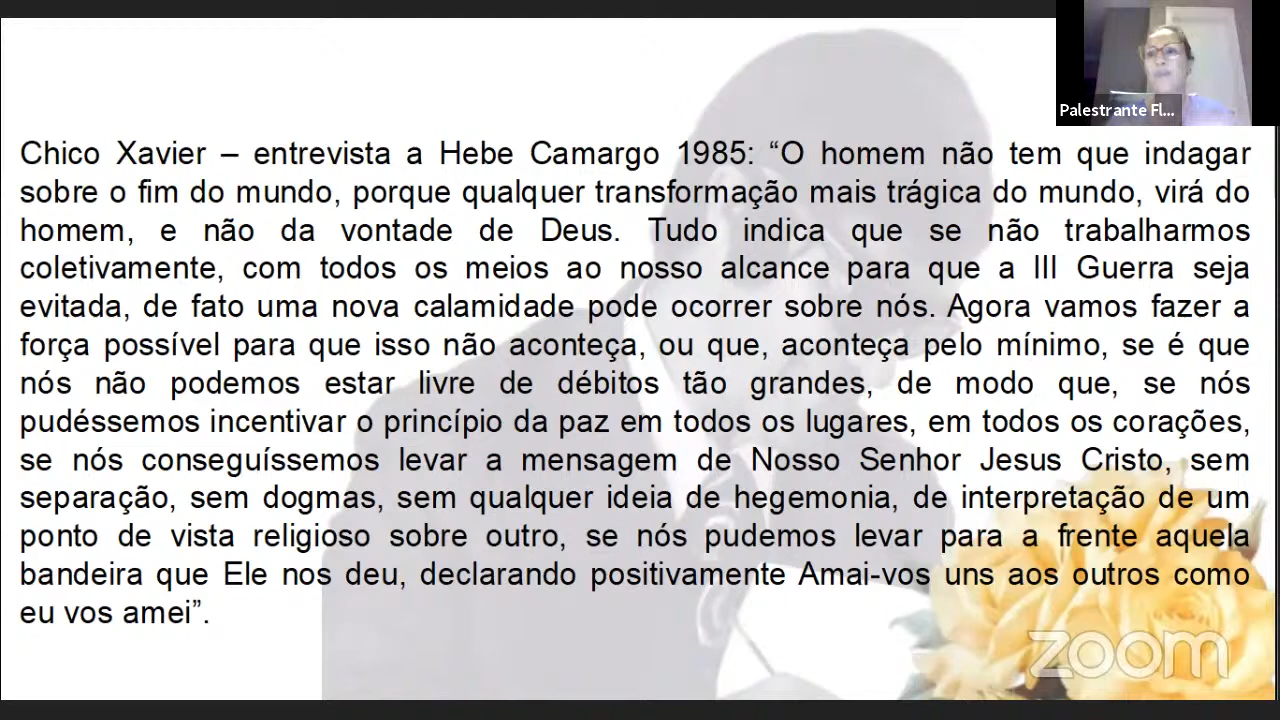 Palestrante Fl...
Chico Xavier – entrevista a Hebe Camargo 1985: “O homem não tem que indagar
sobre o fim do mundo, porque qualquer transformação mais trágica do mundo, virá do
homem, e não da vontade de Deus. Tudo indica que se não trabalharmos
coletivamente, com todos os meios ao nosso alcance para que a III Guerra seja
evitada, de fato uma nova calamidade pode ocorrer sobre nós. Agora vamos fazer a
força possível para que isso não aconteça, ou que, aconteça pelo mínimo, se é que
nós não podemos estar livre de débitos tão grandes, de modo que, se nós
pudéssemos incentivar o princípio da paz em todos os lugares, em todos os corações,
se nós conseguíssemos levar a mensagem de Nosso Senhor Jesus Cristo, sem
separação, sem dogmas, sem qualquer ideia de hegemonia, de interpretação de um
ponto de vista religioso sobre outro, se nós pudemos levar para a frente aquela
bandeira que Ele nos deu, declarando positivamente Amai-vos uns aos outros como
eu vos amei”.
zoom